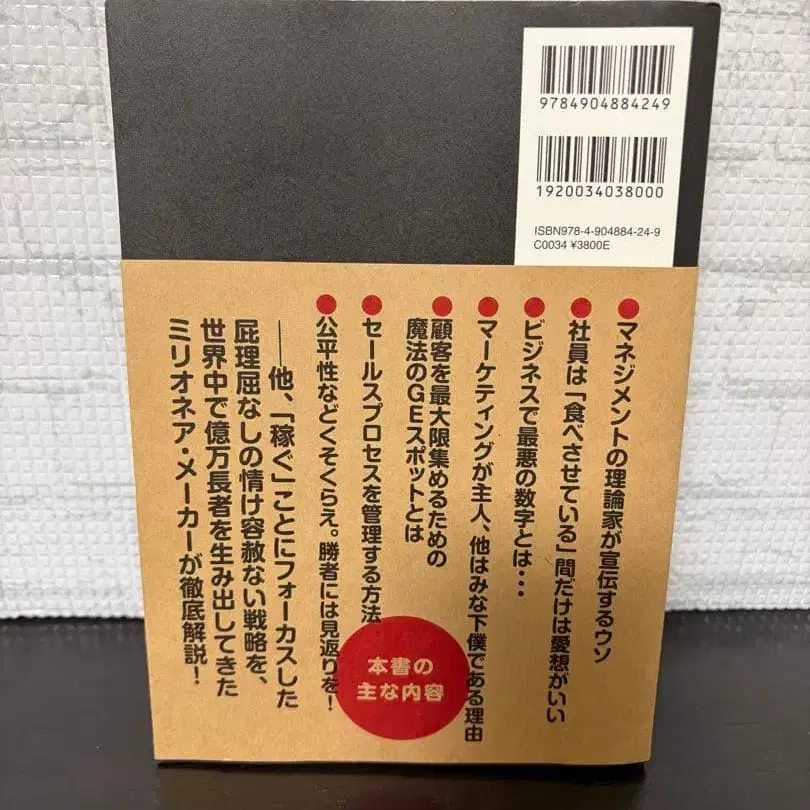 9784904884249
1920034038000
ISBN978-4-904884-24-9
C0034 ¥3800E
●マネジメントの理論家が宣伝するウソ
●社員は「食べさせている」間だけは愛想がいい
●ビジネスで最悪の数字とは・・・
●マーケティングが主人、他はみな下僕である理由
●顧客を最大限集めるための
魔法のGEスポットとは
●セールスプロセスを管理する方法
●公平性などくそくらえ。勝者には見返りを！
──他、「稼ぐ」ことにフォーカスした
屁理屈なしの情け容赦ない戦略を、
世界中で億万長者を生み出してきた
ミリオネア・メーカーが徹底解説！
本書の
主な内容